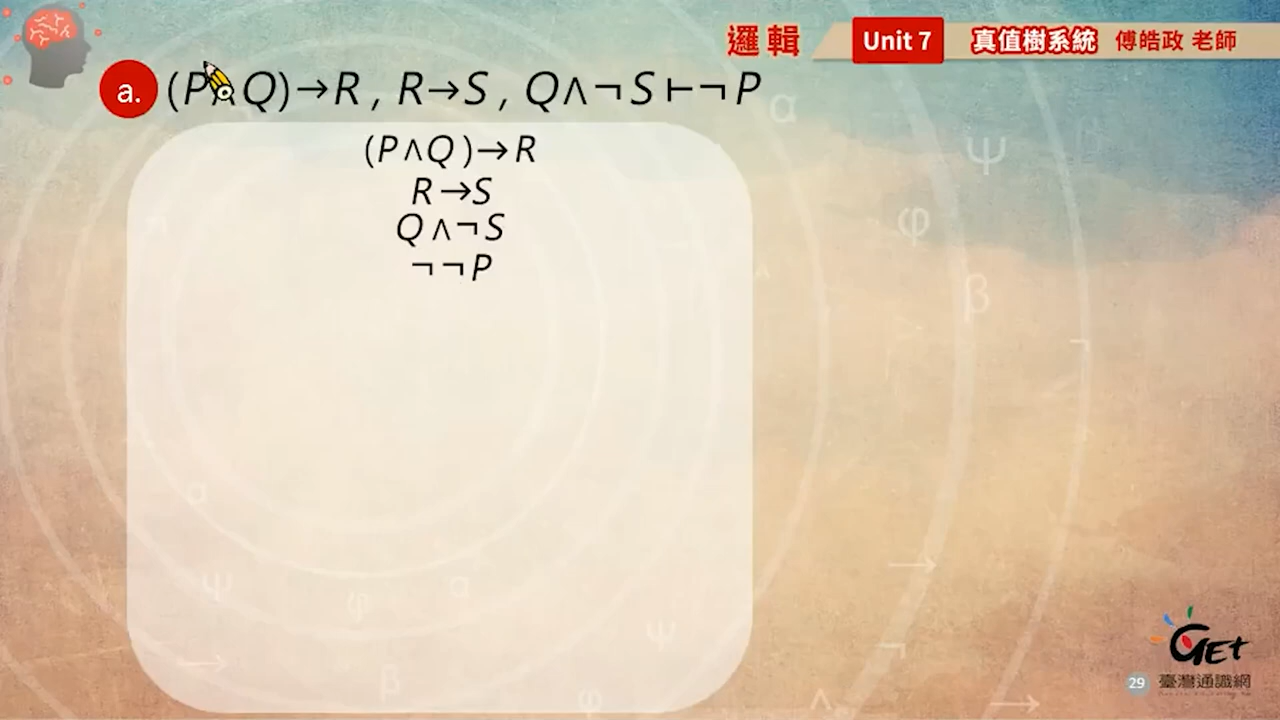 邏輯 Unit 7 真值樹系統 傅皓政 老師
a. (P∧Q)→R , R→S , Q∧¬S⊢¬P
(P∧Q)→R
R→S
Q∧¬S
¬¬P
GET
29 臺灣通識網